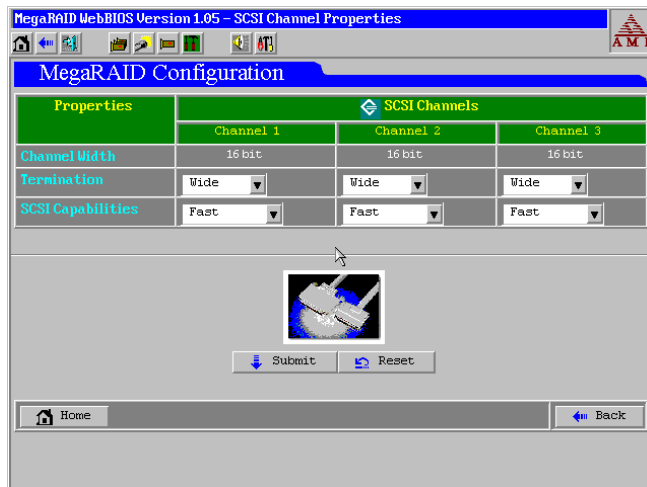 MegaRAID WebBIOS Version 1.05 – SCSI Channel Properties
AMI
MegaRAID Configuration
Properties SCSI Channels
Channel 1 Channel 2 Channel 3
Channel Width 16 bit 16 bit 16 bit
Termination Wide Wide Wide
SCSI Capabilities Fast Fast Fast
Submit Reset
Home Back